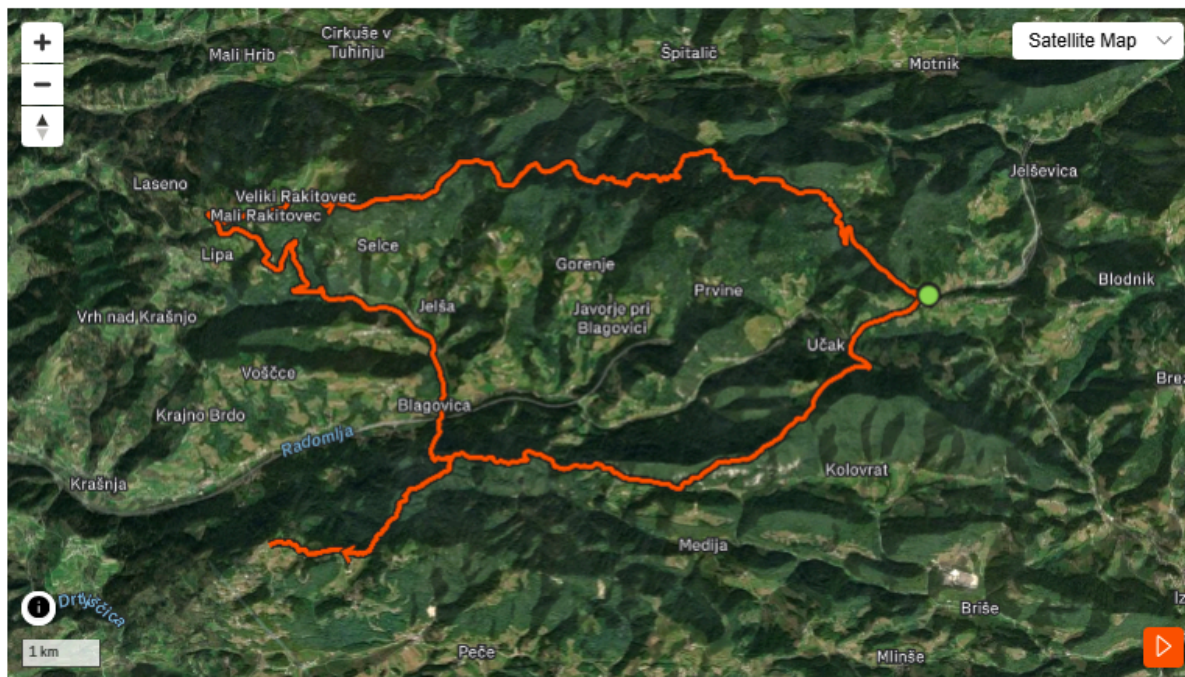 Cirkuše v
Tuhinju
Mali Hrib
Špitalič
Satellite Map
Motnik
Jelševica
Laseno
Veliki Rakitovec
Mali Rakitovec
Lipa
Selce
Gorenje
Prvine
Blodnik
Jelša
Javorje pri
Blagovici
Vrh nad Krašnjo
Učak
Voščce
Blagovica
Krajno Brdo
Radomlja
Krašnja
Kolovrat
Medija
Drtiščica
Briše
1 km
Peče
Mlinše